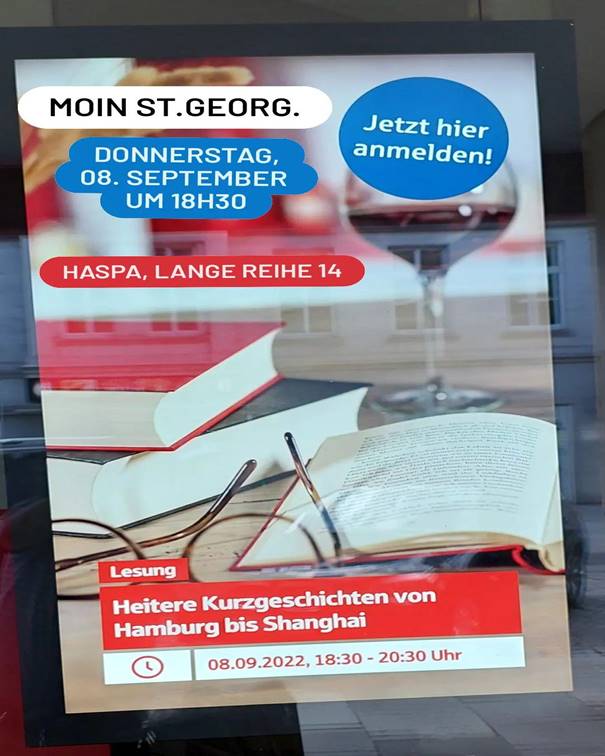 MOIN ST.GEORG.
Jetzt hier
anmelden!
DONNERSTAG,
08. SEPTEMBER
UM 18H30
HASPA, LANGE REIHE 14
Lesung
Heitere Kurzgeschichten von
Hamburg bis Shanghai
08.09.2022, 18:30 - 20:30 Uhr